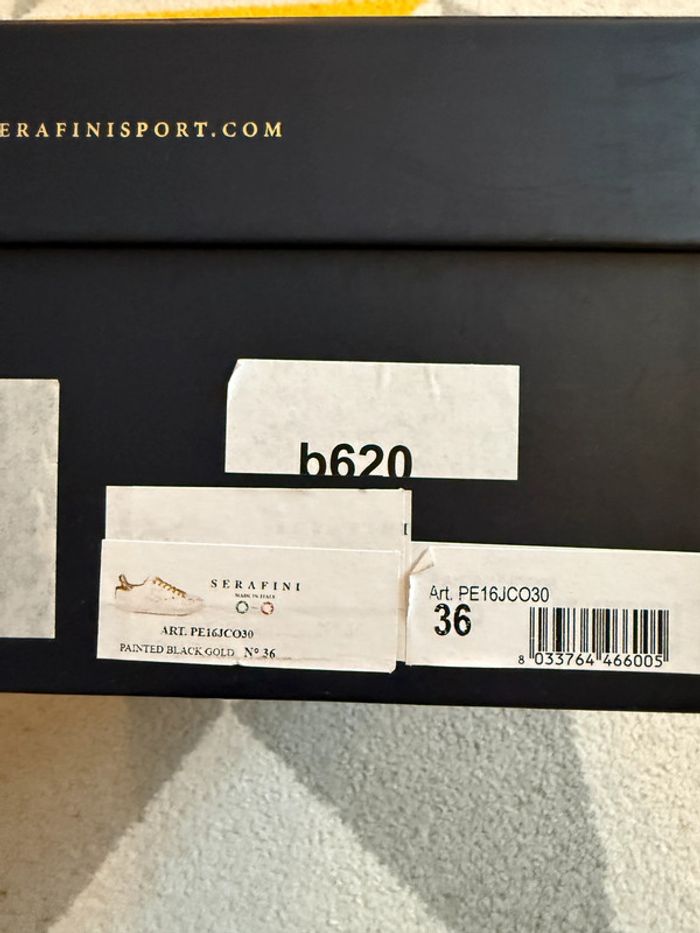 ERAFINISPORT.COM
b620
SERAFINI
MADE IN ITALY
ART. PE16JCO30
PAINTED BLACK GOLD Nº 36
Art. PE16JCO30
36
8 033764 466005